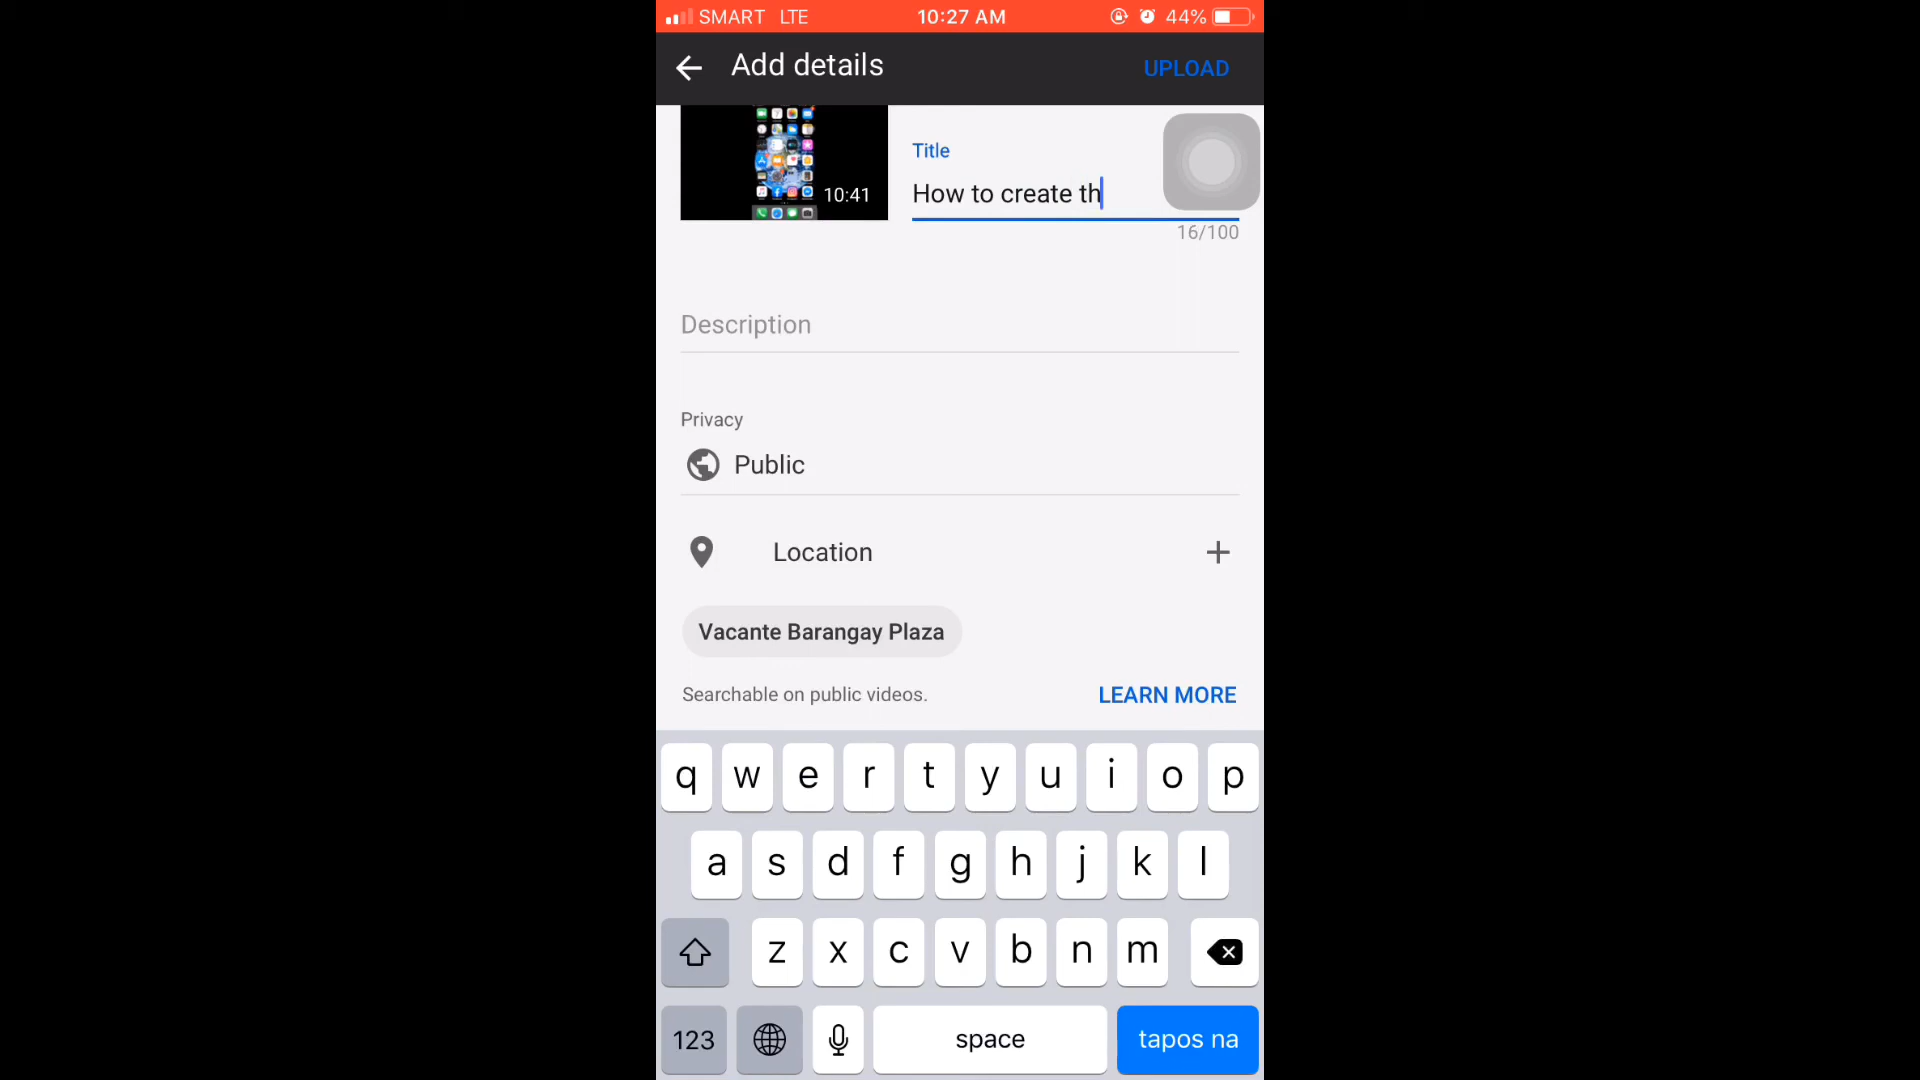 SMART LTE 10:27 AM 44%
Add details UPLOAD
10:41
Title
How to create th
16/100
Description
Privacy
Public
Location
Vacante Barangay Plaza
Searchable on public videos. LEARN MORE
q w e r t y u i o p
a s d f g h j k l
z x c v b n m
123 space tapos na